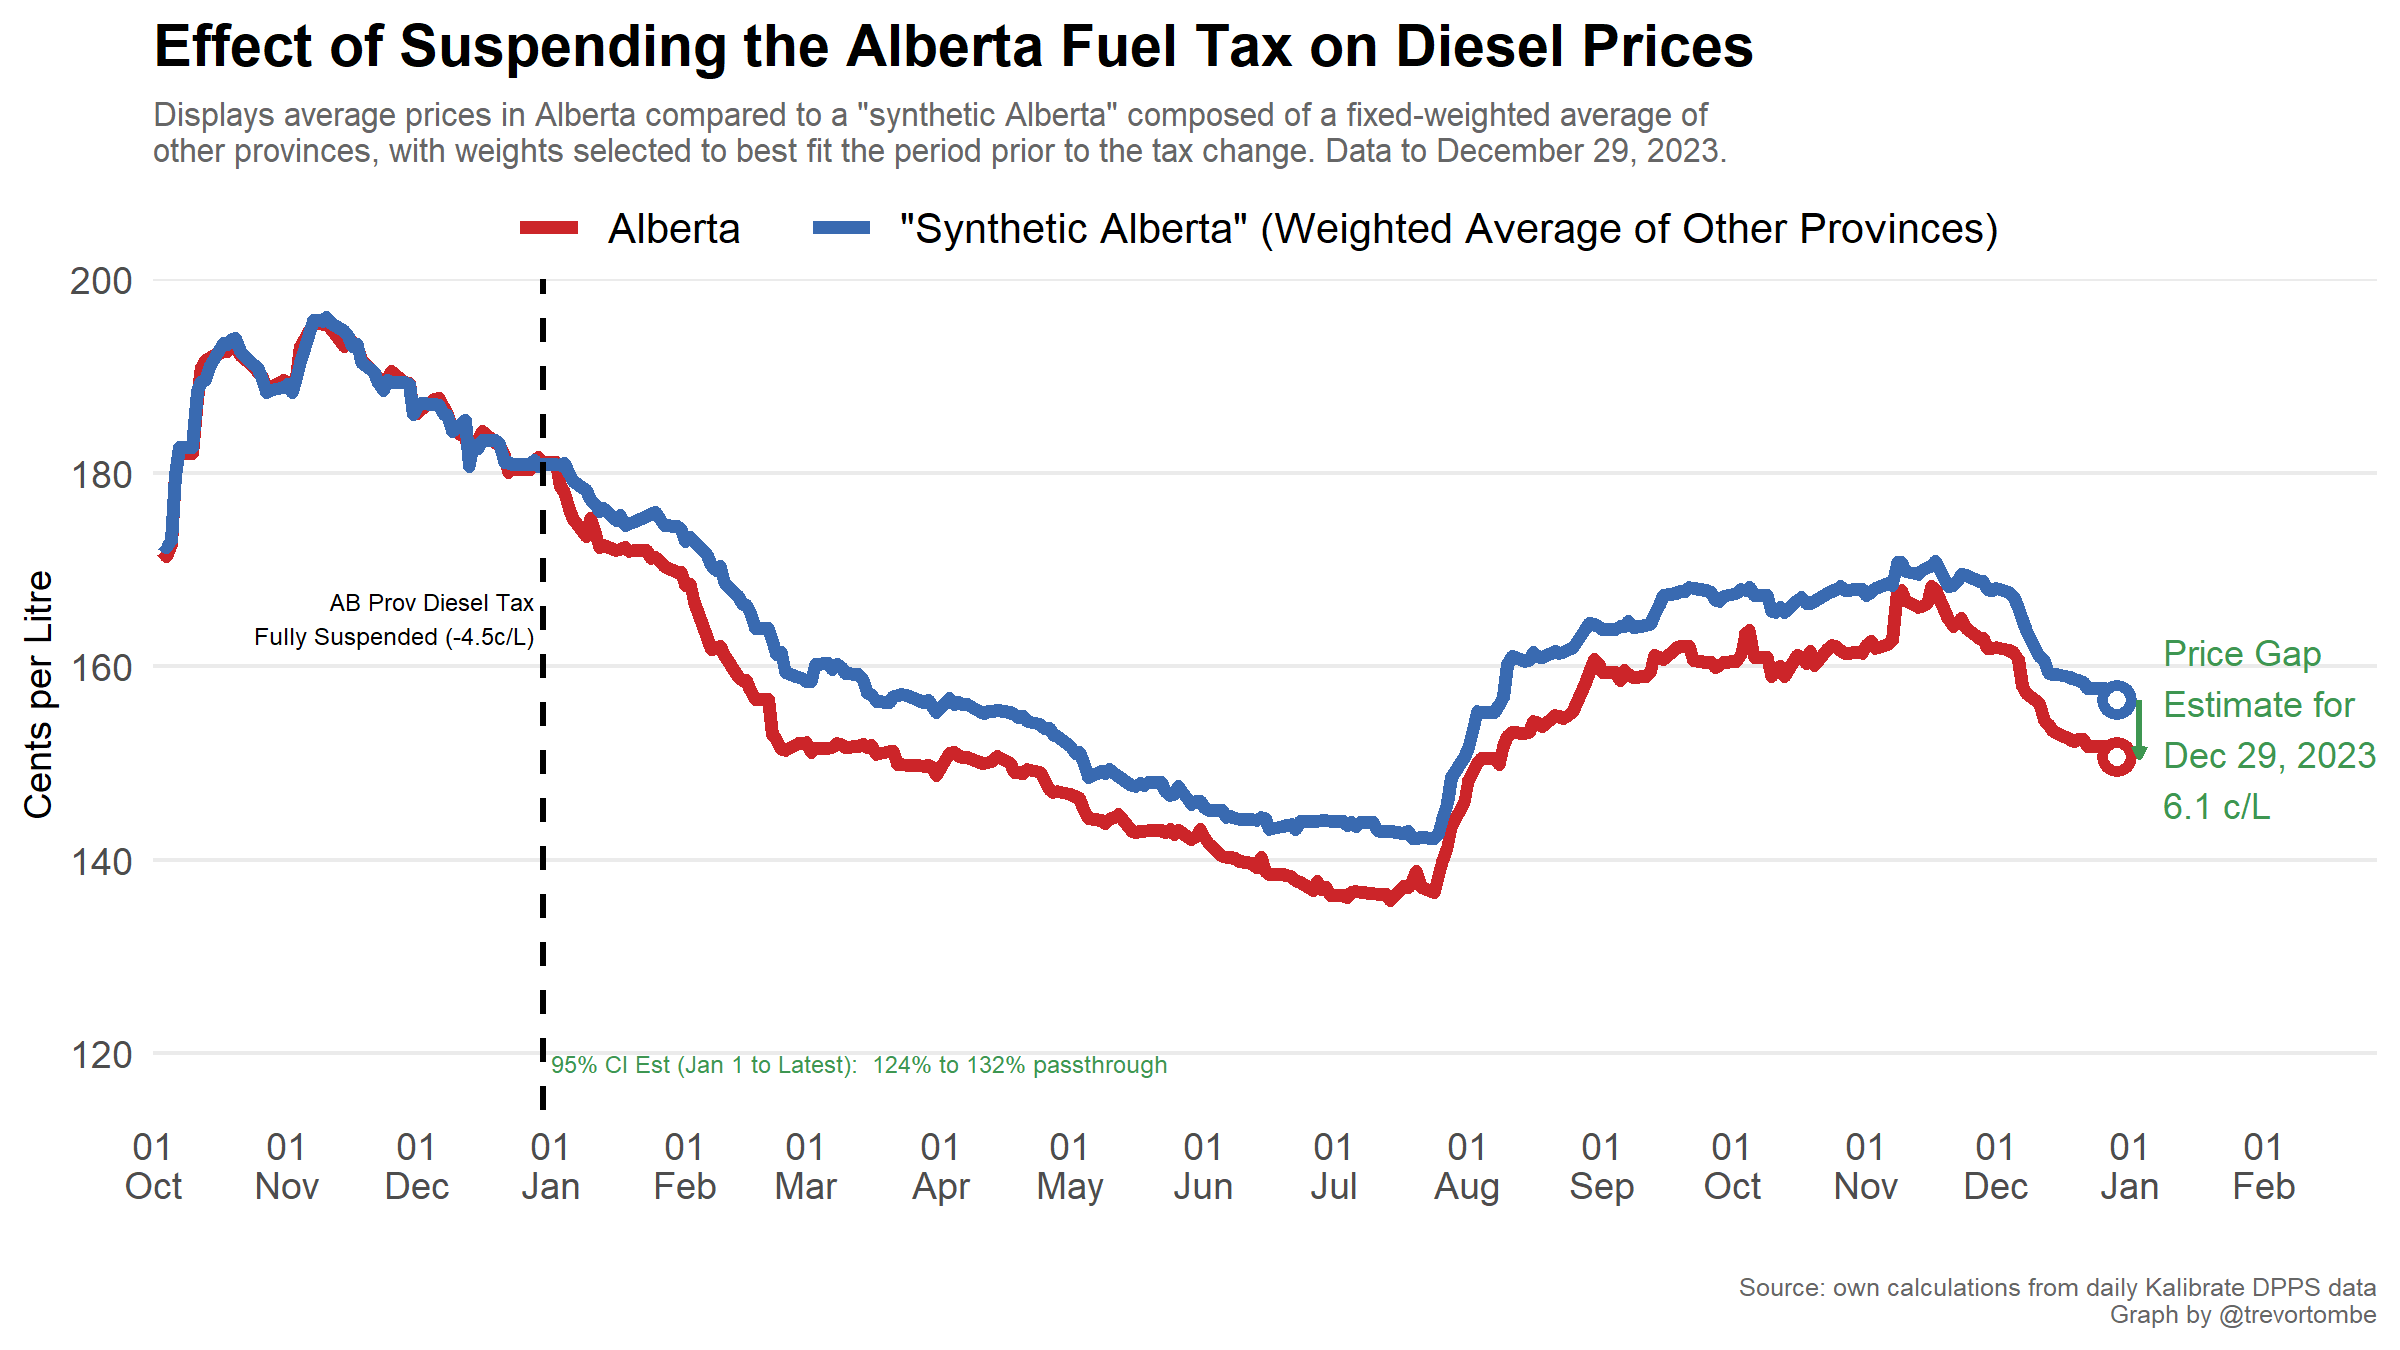 Effect of Suspending the Alberta Fuel Tax on Diesel Prices
Displays average prices in Alberta compared to a "synthetic Alberta" composed of a fixed-weighted average of
other provinces, with weights selected to best fit the period prior to the tax change. Data to December 29, 2023.
Alberta
"Synthetic Alberta" (Weighted Average of Other Provinces)
Cents per Litre
200
180
160
140
120
AB Prov Diesel Tax
Fully Suspended (-4.5c/L)
Price Gap
Estimate for
Dec 29, 2023
6.1 c/L
95% CI Est (Jan 1 to Latest):  124% to 132% passthrough
01 01 01 01 01 01 01 01 01 01 01 01 01 01 01 01 01
Oct Nov Dec Jan Feb Mar Apr May Jun Jul Aug Sep Oct Nov Dec Jan Feb
Source: own calculations from daily Kalibrate DPPS data
Graph by @trevortombe